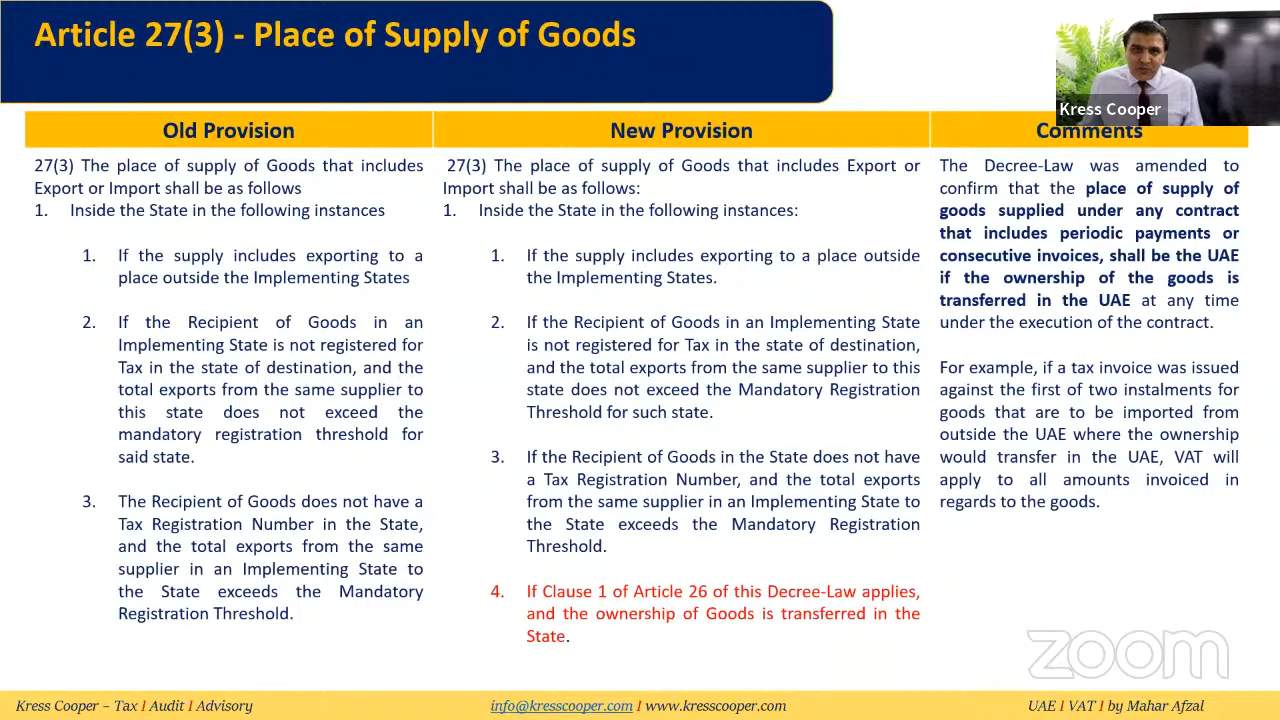 Article 27(3) - Place of Supply of Goods
Kress Cooper
Old Provision
New Provision
Comments
27(3) The place of supply of Goods that includes
Export or Import shall be as follows
1. Inside the State in the following instances
1. If the supply includes exporting to a
place outside the Implementing States
2. If the Recipient of Goods in an
Implementing State is not registered for
Tax in the state of destination, and the
total exports from the same supplier to
this state does not exceed the
mandatory registration threshold for
said state.
3. The Recipient of Goods does not have a
Tax Registration Number in the State,
and the total exports from the same
supplier in an Implementing State to
the State exceeds the Mandatory
Registration Threshold.
27(3) The place of supply of Goods that includes Export or
Import shall be as follows:
1. Inside the State in the following instances:
1. If the supply includes exporting to a place outside
the Implementing States.
2. If the Recipient of Goods in an Implementing State
is not registered for Tax in the state of destination,
and the total exports from the same supplier to this
state does not exceed the Mandatory Registration
Threshold for such state.
3. If the Recipient of Goods in the State does not have
a Tax Registration Number, and the total exports
from the same supplier in an Implementing State to
the State exceeds the Mandatory Registration
Threshold.
4. If Clause 1 of Article 26 of this Decree-Law applies,
and the ownership of Goods is transferred in the
State.
The Decree-Law was amended to
confirm that the place of supply of
goods supplied under any contract
that includes periodic payments or
consecutive invoices, shall be the UAE
if the ownership of the goods is
transferred in the UAE at any time
under the execution of the contract.
For example, if a tax invoice was issued
against the first of two instalments for
goods that are to be imported from
outside the UAE where the ownership
would transfer in the UAE, VAT will
apply to all amounts invoiced in
regards to the goods.
zoom
Kress Cooper – Tax I Audit I Advisory
info@kresscooper.com I www.kresscooper.com
UAE I VAT I by Mahar Afzal